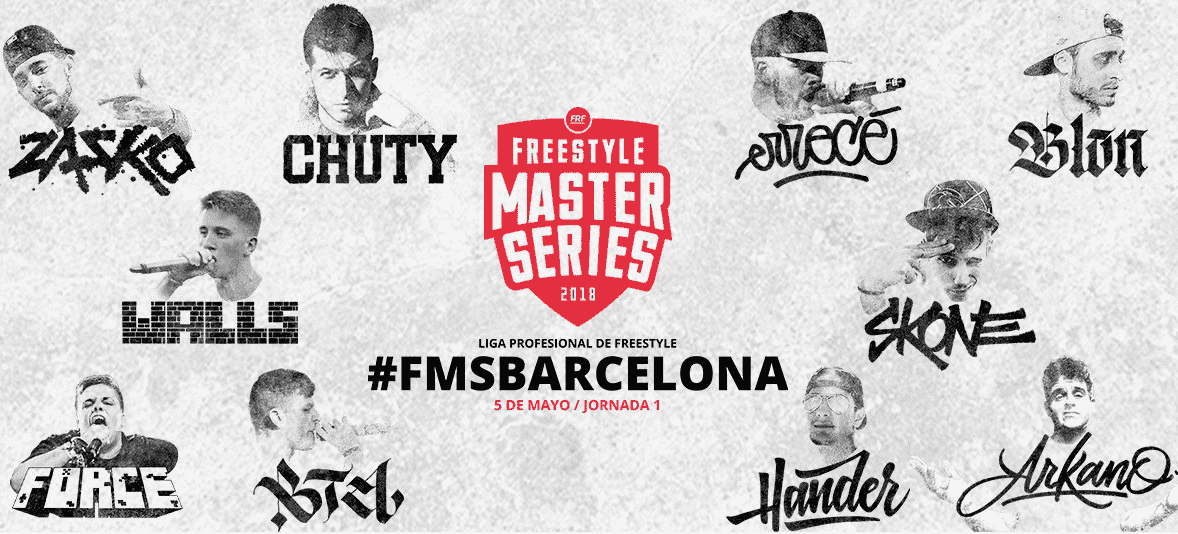 ZASKO
CHUTY
FRF
FREESTYLE
MASTER
SERIES
2018
errecé
Blon
WALLS
SKONE
LIGA PROFESIONAL DE FREESTYLE
#FMSBARCELONA
5 DE MAYO / JORNADA 1
FORCE
BTA
Hander
Arkano